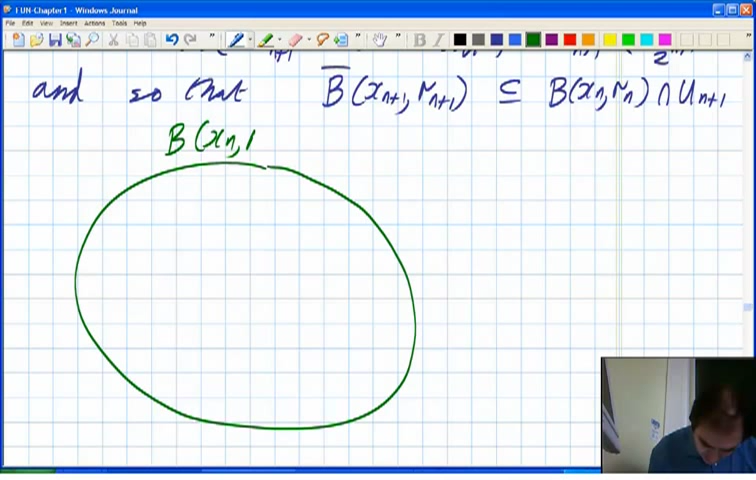 1 UN-Chapter 1 - Windows Journal
File Edit View Insert Actions Tools Help
B I
n+1 2
and so that B̅(xₙ₊₁, rₙ₊₁) ⊆ B(xₙ, rₙ) ∩ Uₙ₊₁
B(xₙ,